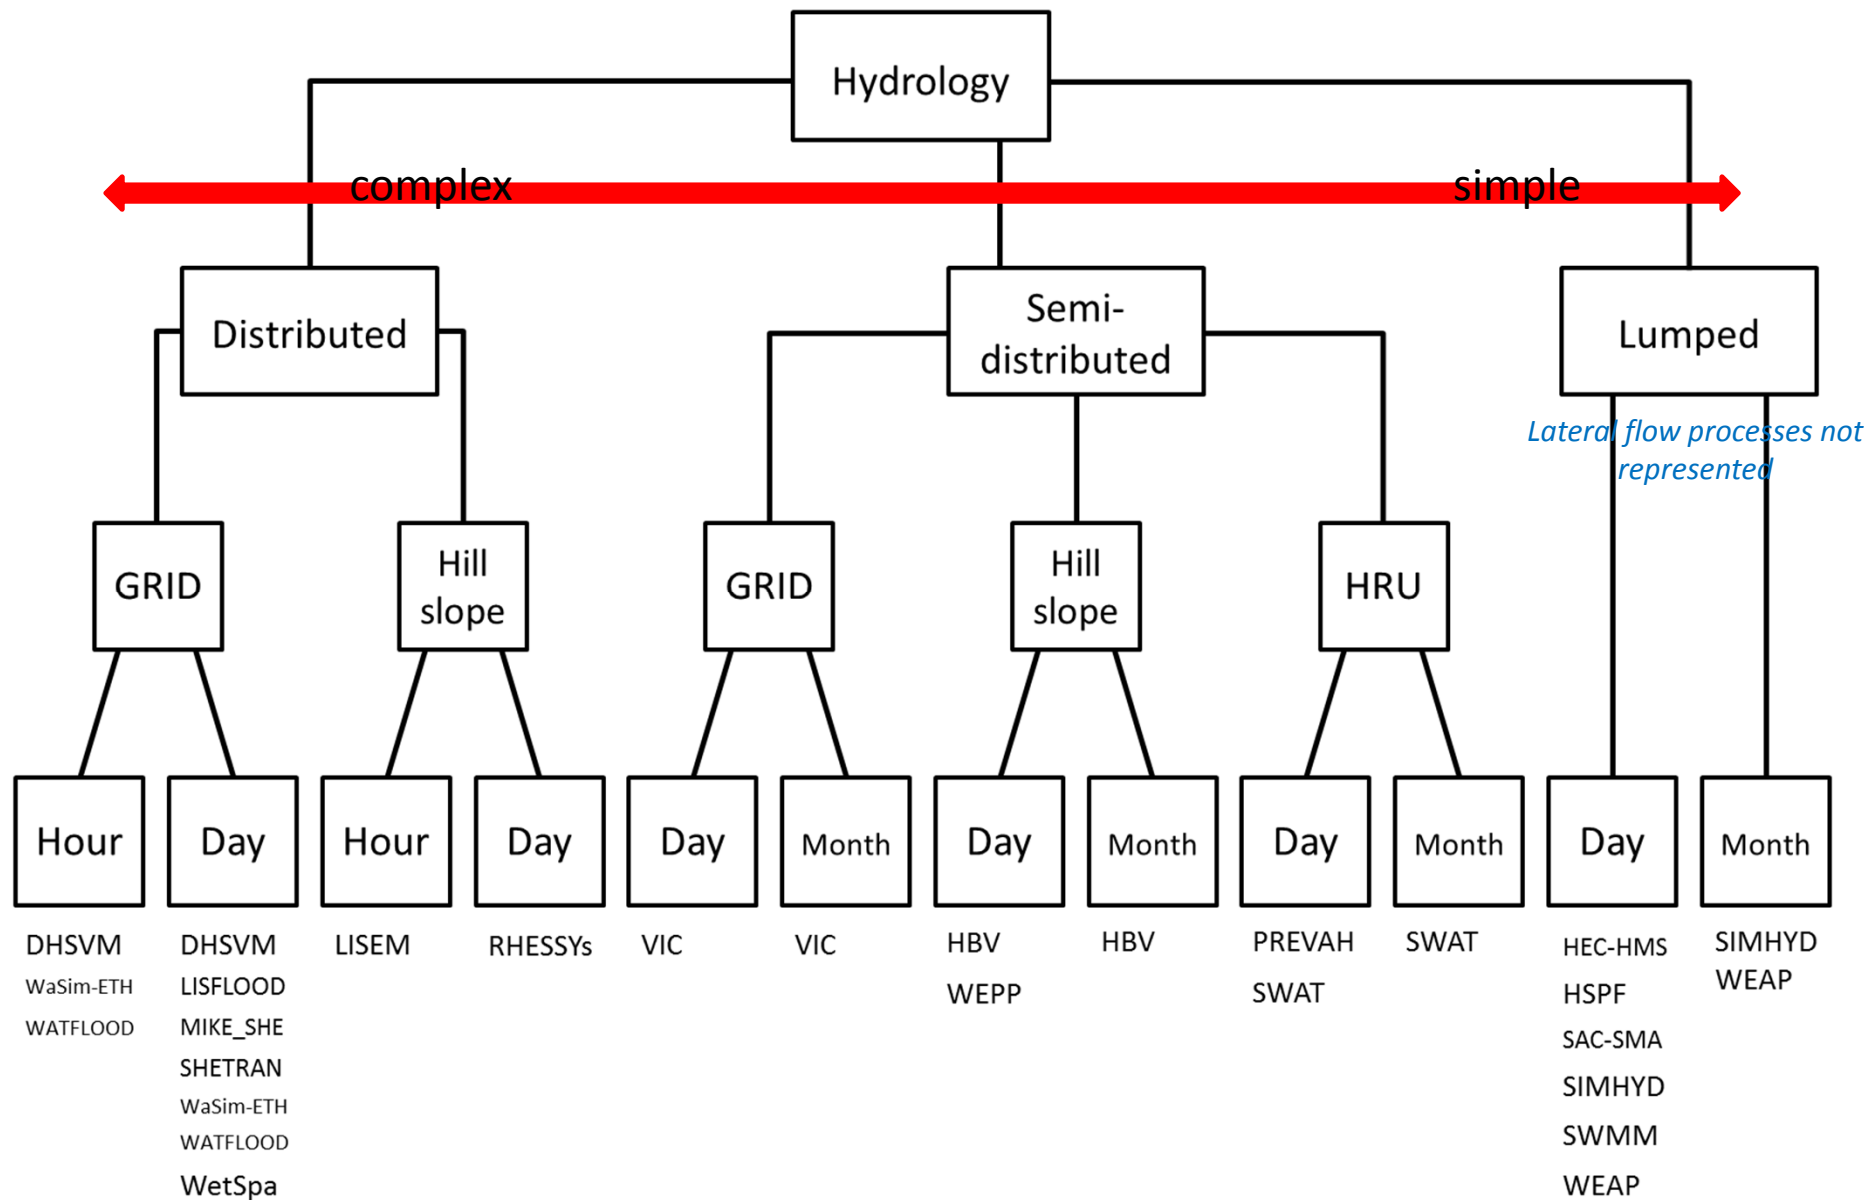 Hydrology
complex
simple
Distributed
Semi-
distributed
Lumped
Lateral flow processes not
represented
GRID
Hill
slope
GRID
Hill
slope
HRU
Hour
Day
Hour
Day
Day
Month
Day
Month
Day
Month
Day
Month
DHSVM
WaSim-ETH
WATFLOOD
DHSVM
LISFLOOD
MIKE_SHE
SHETRAN
WaSim-ETH
WATFLOOD
WetSpa
LISEM
RHESSYs
VIC
VIC
HBV
WEPP
HBV
PREVAH
SWAT
SWAT
HEC-HMS
HSPF
SAC-SMA
SIMHYD
SWMM
WEAP
SIMHYD
WEAP